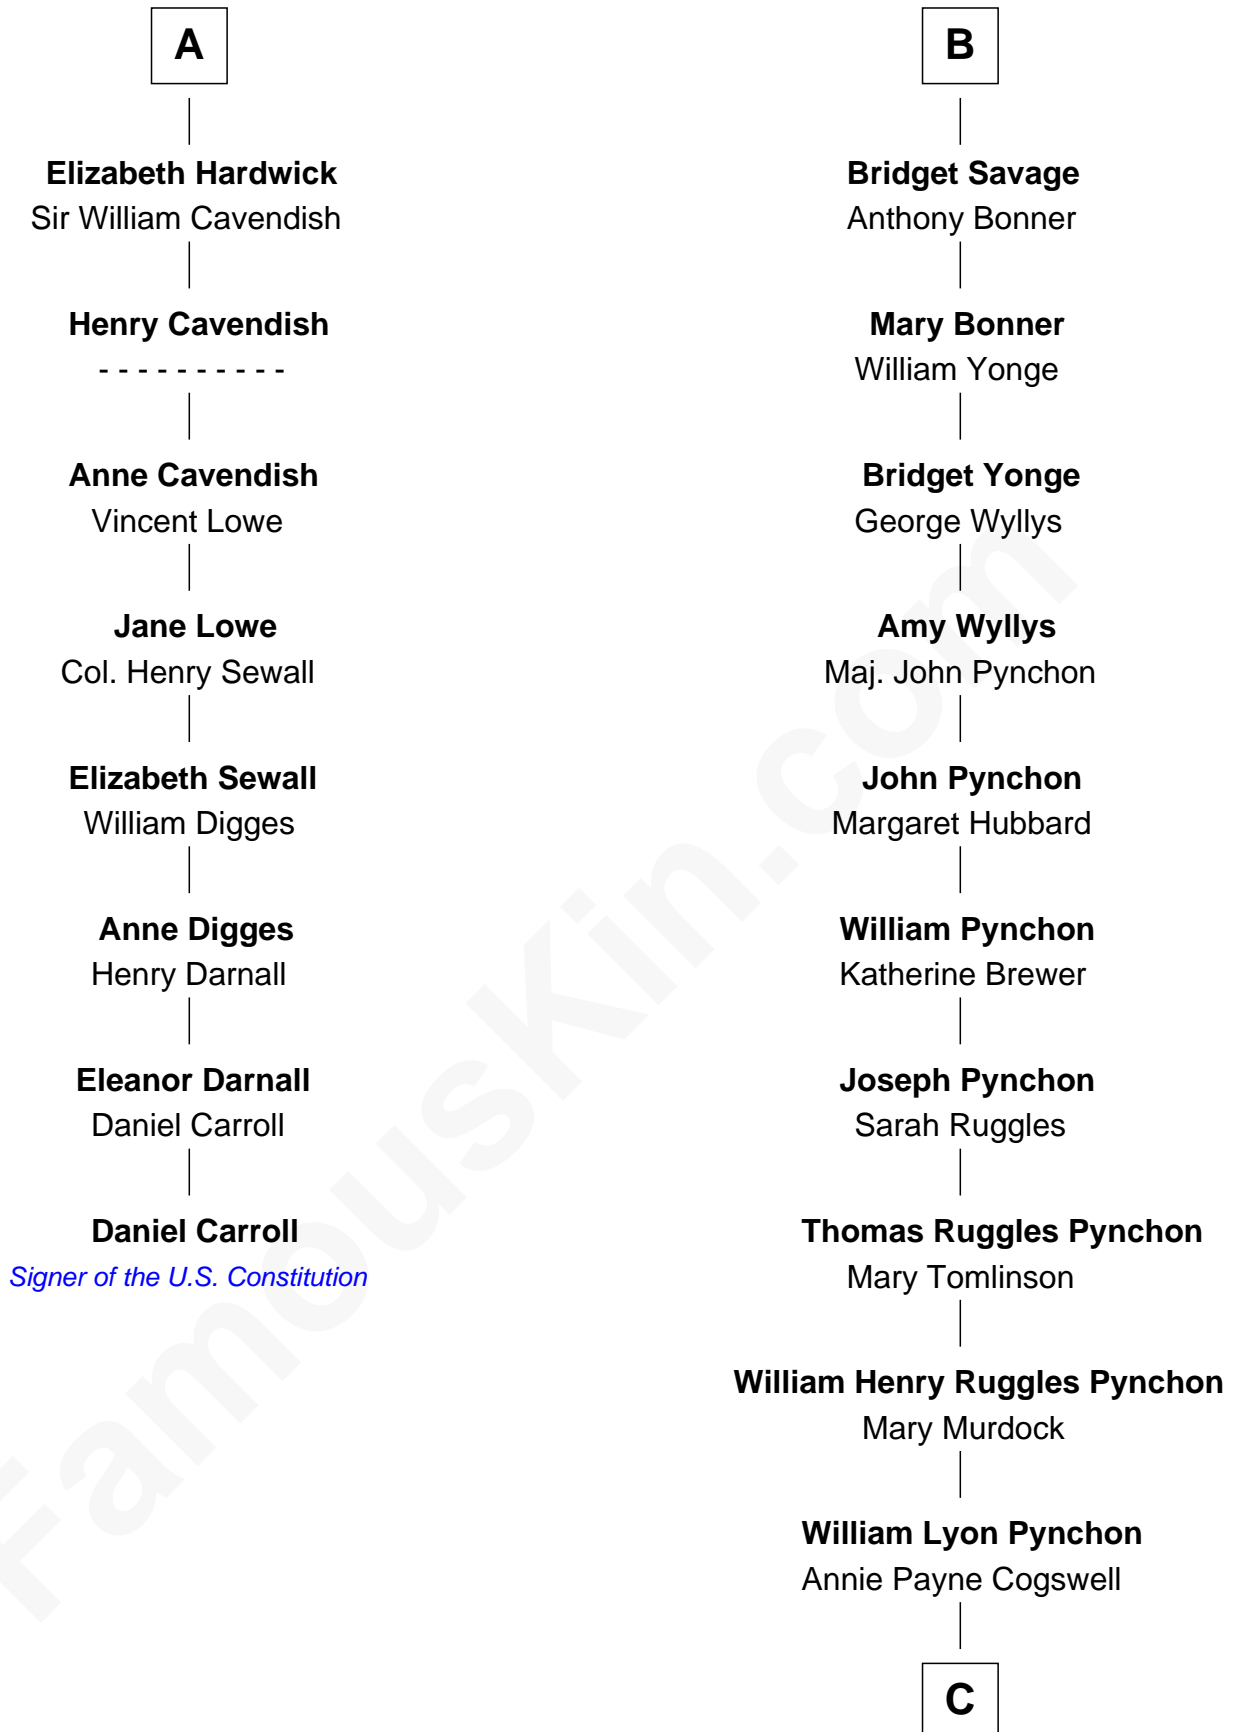 A
Elizabeth Hardwick
Sir William Cavendish
Henry Cavendish
- - - - - - - - - -
Anne Cavendish
Vincent Lowe
Jane Lowe
Col. Henry Sewall
Elizabeth Sewall
William Digges
Anne Digges
Henry Darnall
Eleanor Darnall
Daniel Carroll
Daniel Carroll
Signer of the U.S. Constitution
B
Bridget Savage
Anthony Bonner
Mary Bonner
William Yonge
Bridget Yonge
George Wyllys
Amy Wyllys
Maj. John Pynchon
John Pynchon
Margaret Hubbard
William Pynchon
Katherine Brewer
Joseph Pynchon
Sarah Ruggles
Thomas Ruggles Pynchon
Mary Tomlinson
William Henry Ruggles Pynchon
Mary Murdock
William Lyon Pynchon
Annie Payne Cogswell
C
FamousKin.com